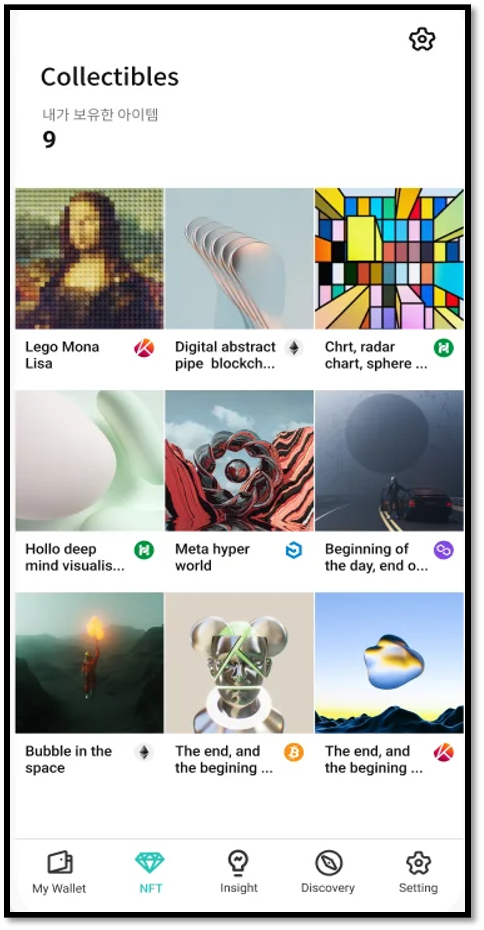 Collectibles
내가 보유한 아이템
9
Lego Mona
Lisa
Digital abstract
pipe blockch...
Chrt, radar
chart, sphere ...
Hollo deep
mind visualis...
Meta hyper
world
Beginning of
the day, end o...
Bubble in the
space
The end, and
the begining ...
The end, and
the begining ...
My Wallet
NFT
Insight
Discovery
Setting